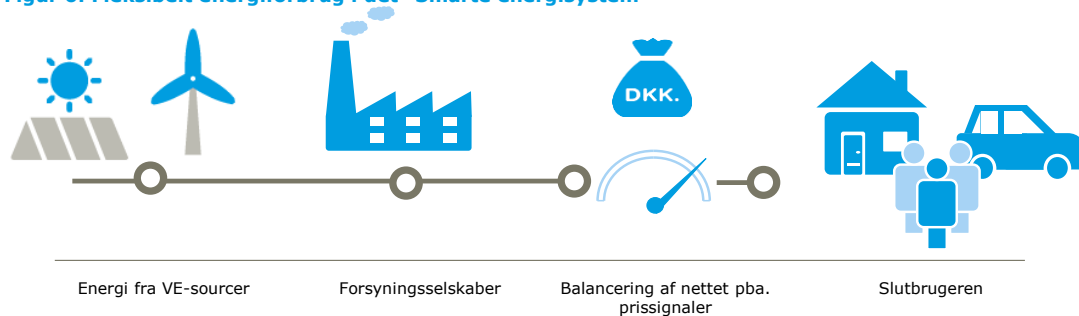 DKK.
Energi fra VE-sourcer
Forsyningsselskaber
Balancering af nettet pba.
prissignaler
Slutbrugeren